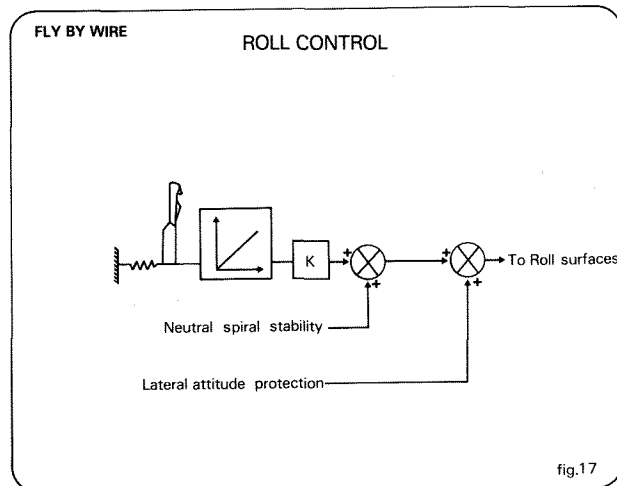 FLY BY WIRE
ROLL CONTROL
K
+
+
+
+
To Roll surfaces
Neutral spiral stability
Lateral attitude protection
fig.17